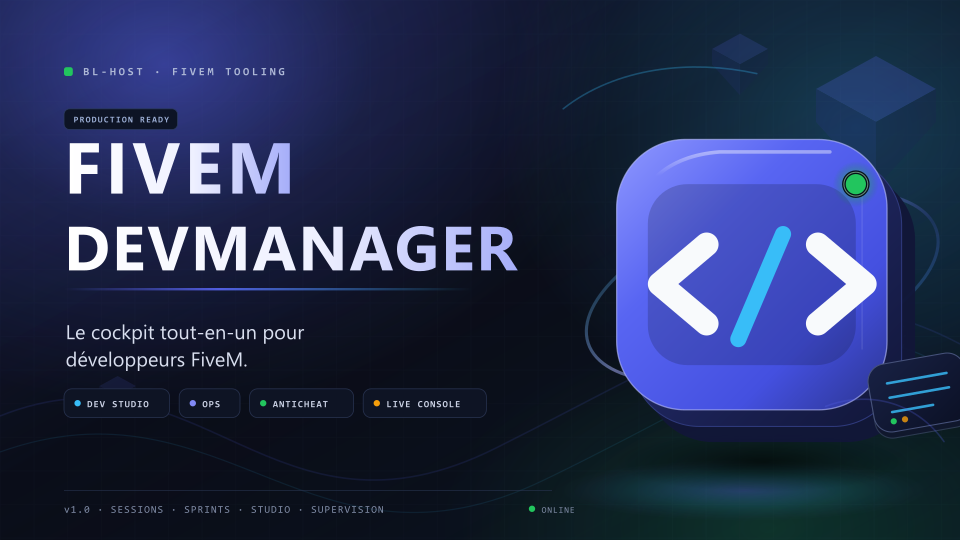 BL-HOST · FIVEM TOOLING
PRODUCTION READY
FIVEM
DEVMANAGER
Le cockpit tout-en-un pour
développeurs FiveM.
DEV STUDIO
OPS
ANTICHEAT
LIVE CONSOLE
v1.0 · SESSIONS · SPRINTS · STUDIO · SUPERVISION
ONLINE